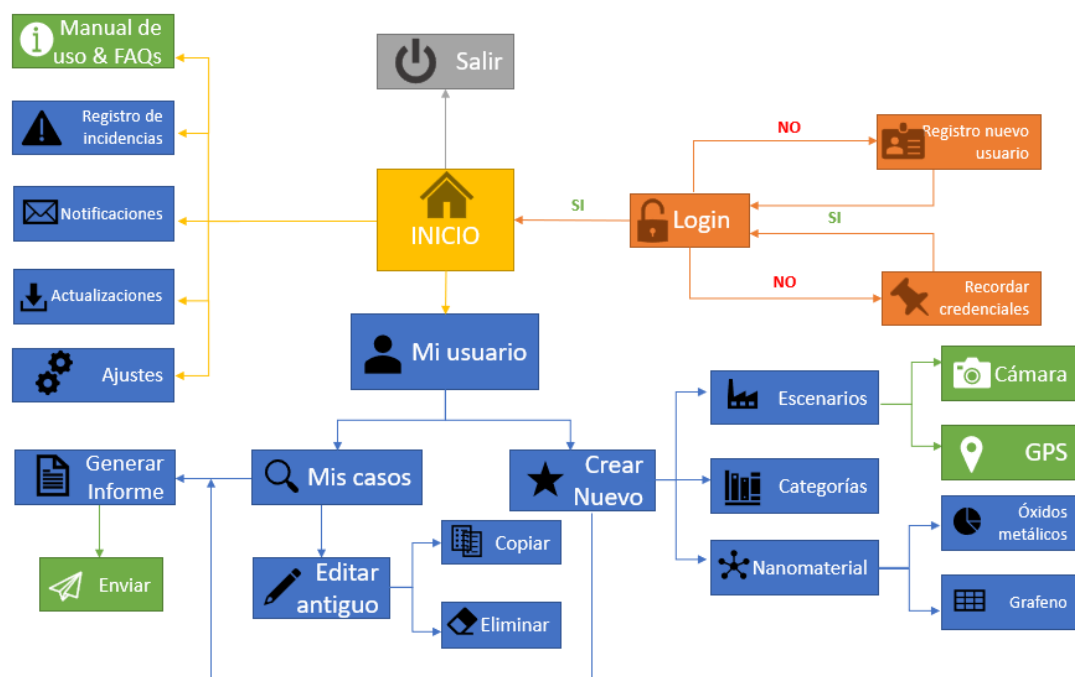 Manual de
uso & FAQs
Salir
Registro de
incidencias
NO
Registro nuevo
usuario
Notificaciones
INICIO
SI
Login
SI
Actualizaciones
NO
Recordar
credenciales
Mi usuario
Ajustes
Escenarios
Cámara
GPS
Generar
Informe
Mis casos
Crear
Nuevo
Categorías
Óxidos
metálicos
Copiar
Enviar
Editar
antiguo
Nanomaterial
Grafeno
Eliminar